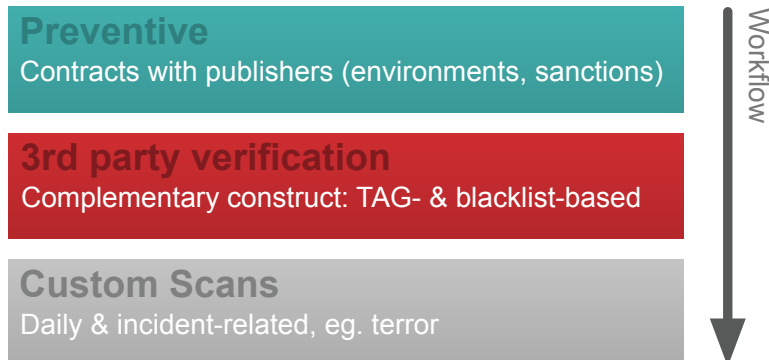 Preventive
Contracts with publishers (environments, sanctions)
3rd party verification
Complementary construct: TAG- & blacklist-based
Custom Scans
Daily & incident-related, eg. terror
Workflow